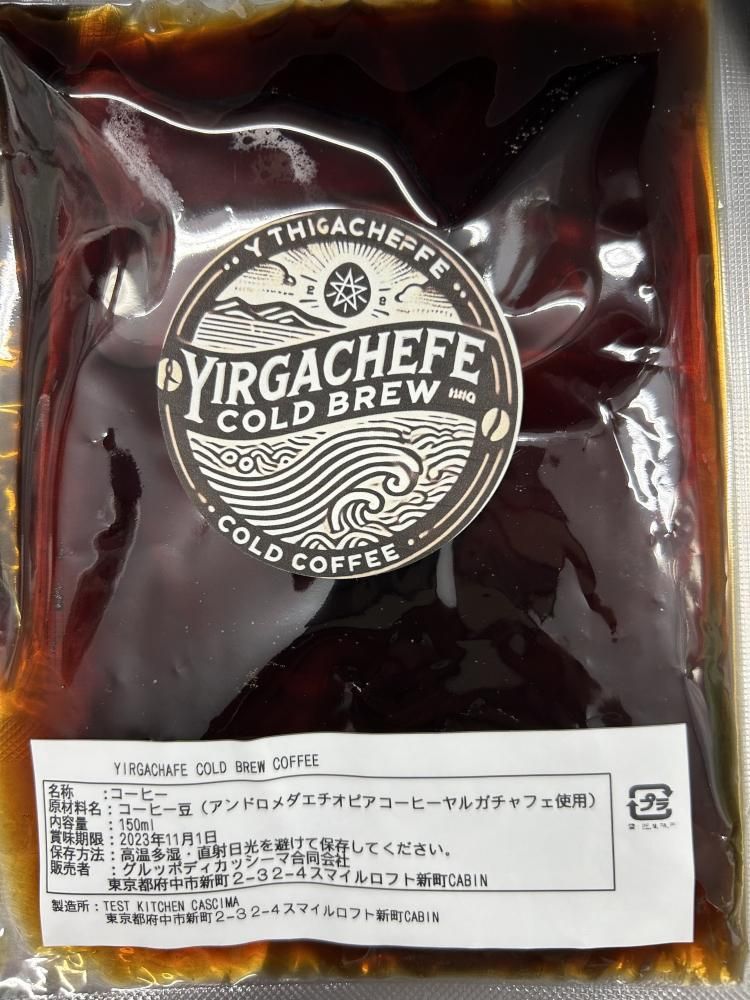 Y THIGACHEFFE
YIRGACHEFE
COLD BREW
COLD COFFEE
YIRGACHAFE COLD BREW COFFEE
名称　：コーヒー
原材料名：コーヒー豆（アンドロメダエチオピアコーヒーヤルガチャフェ使用）
内容量　：150ml
賞味期限：2023年11月1日
保存方法：高温多湿・直射日光を避けて保存してください。
販売者　：グルッポディカッシーマ合同会社
東京都府中市新町2-32-4スマイルロフト新町CABIN
プラ
製造所：TEST KITCHEN CASCIMA
東京都府中市新町2-32-4スマイルロフト新町CABIN